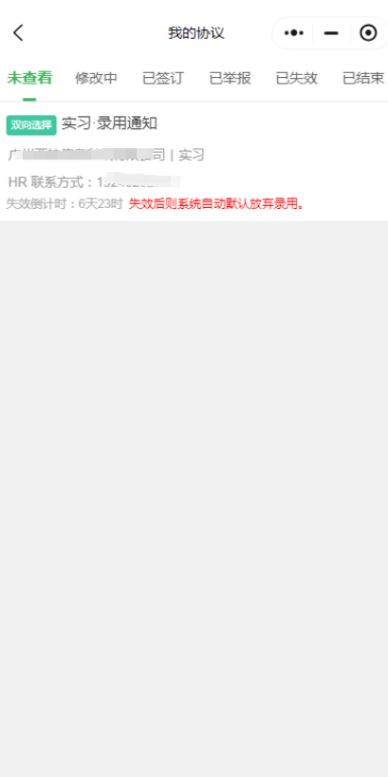 我的协议
未查看 修改中 已签订 已举报 已失效 已结束
双向选择 实习·录用通知
广州 司 | 实习
HR 联系方式：
失效倒计时：6天23时 失效后则系统自动默认放弃录用。